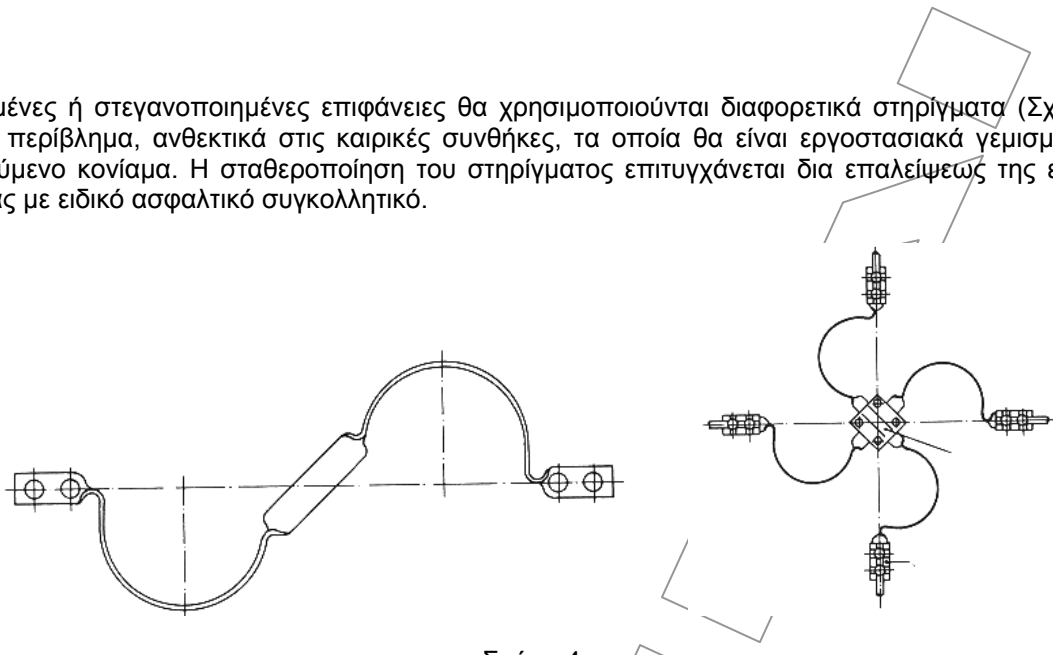 μένες ή στεγανοποιημένες επιφάνειες θα χρησιμοποιούνται διαφορετικά στηρίγματα (Σχ
περίβλημα, ανθεκτικά στις καιρικές συνθήκες, τα οποία θα είναι εργοστασιακά γεμισμ
ύμενο κονίαμα. Η σταθεροποίηση του στηρίγματος επιτυγχάνεται δια επαλείψεως της ε
ας με ειδικό ασφαλτικό συγκολλητικό.